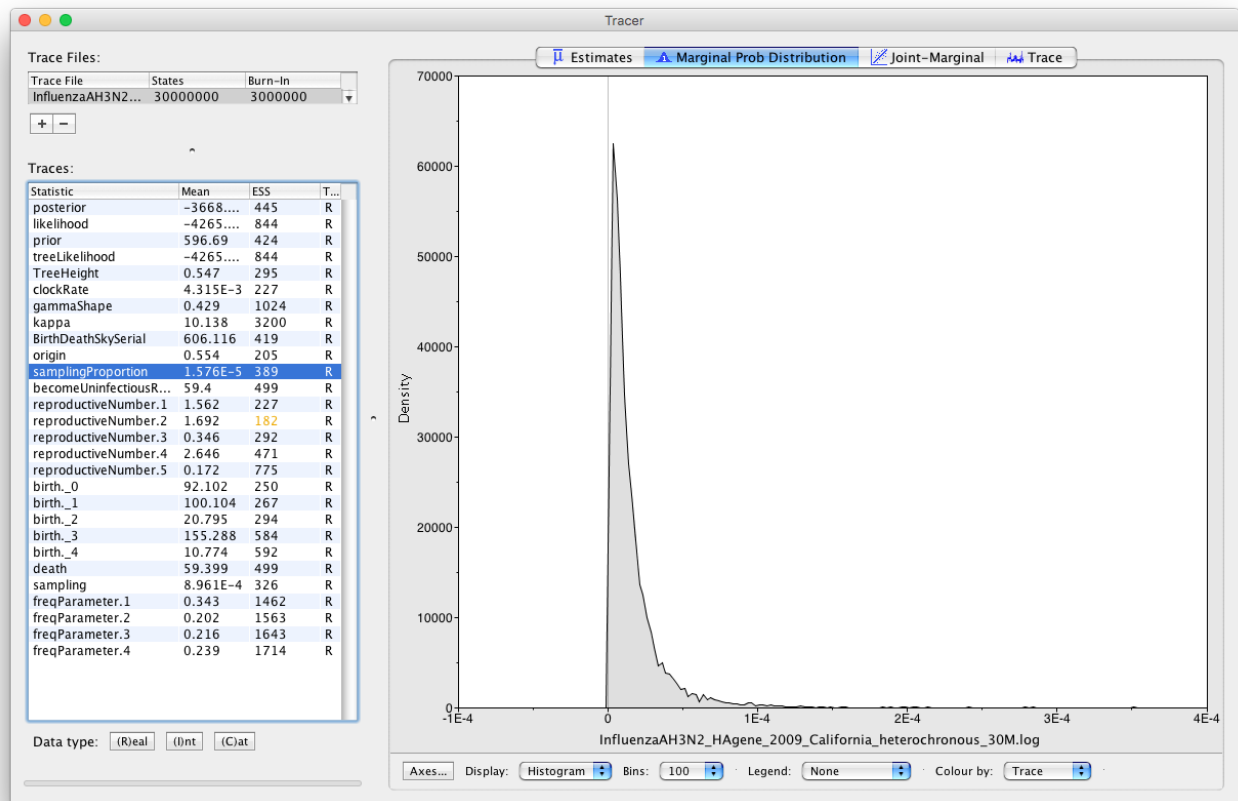 Tracer
Trace Files:
Trace File States Burn-In
InfluenzaAH3N2... 30000000 3000000
+ −
Traces:
Statistic Mean ESS T...
posterior −3668.... 445 R
likelihood −4265.... 844 R
prior 596.69 424 R
treeLikelihood −4265.... 844 R
TreeHeight 0.547 295 R
clockRate 4.315E-3 227 R
gammaShape 0.429 1024 R
kappa 10.138 3200 R
BirthDeathSkySerial 606.116 419 R
origin 0.554 205 R
samplingProportion 1.576E-5 389 R
becomeUninfectiousR... 59.4 499 R
reproductiveNumber.1 1.562 227 R
reproductiveNumber.2 1.692 182 R
reproductiveNumber.3 0.346 292 R
reproductiveNumber.4 2.646 471 R
reproductiveNumber.5 0.172 775 R
birth._0 92.102 250 R
birth._1 100.104 267 R
birth._2 20.795 294 R
birth._3 155.288 584 R
birth._4 10.774 592 R
death 59.399 499 R
sampling 8.961E-4 326 R
freqParameter.1 0.343 1462 R
freqParameter.2 0.202 1563 R
freqParameter.3 0.216 1643 R
freqParameter.4 0.239 1714 R
Data type: (R)eal (I)nt (C)at
μ Estimates Marginal Prob Distribution Joint-Marginal Trace
70000
60000
50000
40000
30000
20000
10000
0
Density
-1E-4 0 1E-4 2E-4 3E-4 4E-4
InfluenzaAH3N2_HAgene_2009_California_heterochronous_30M.log
Axes... Display: Histogram Bins: 100 Legend: None Colour by: Trace